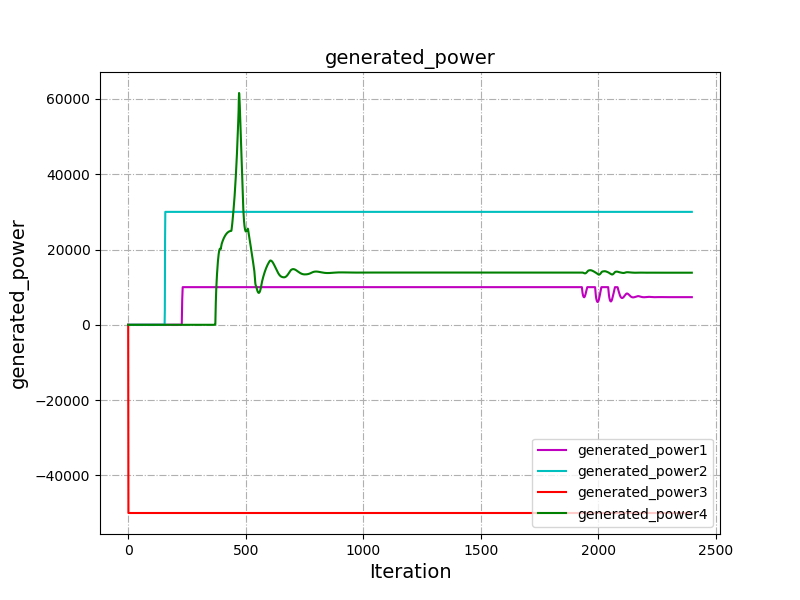 generated_power
generated_power
60000
40000
20000
0
−20000
−40000
0
500
1000
1500
2000
2500
Iteration
generated_power1
generated_power2
generated_power3
generated_power4